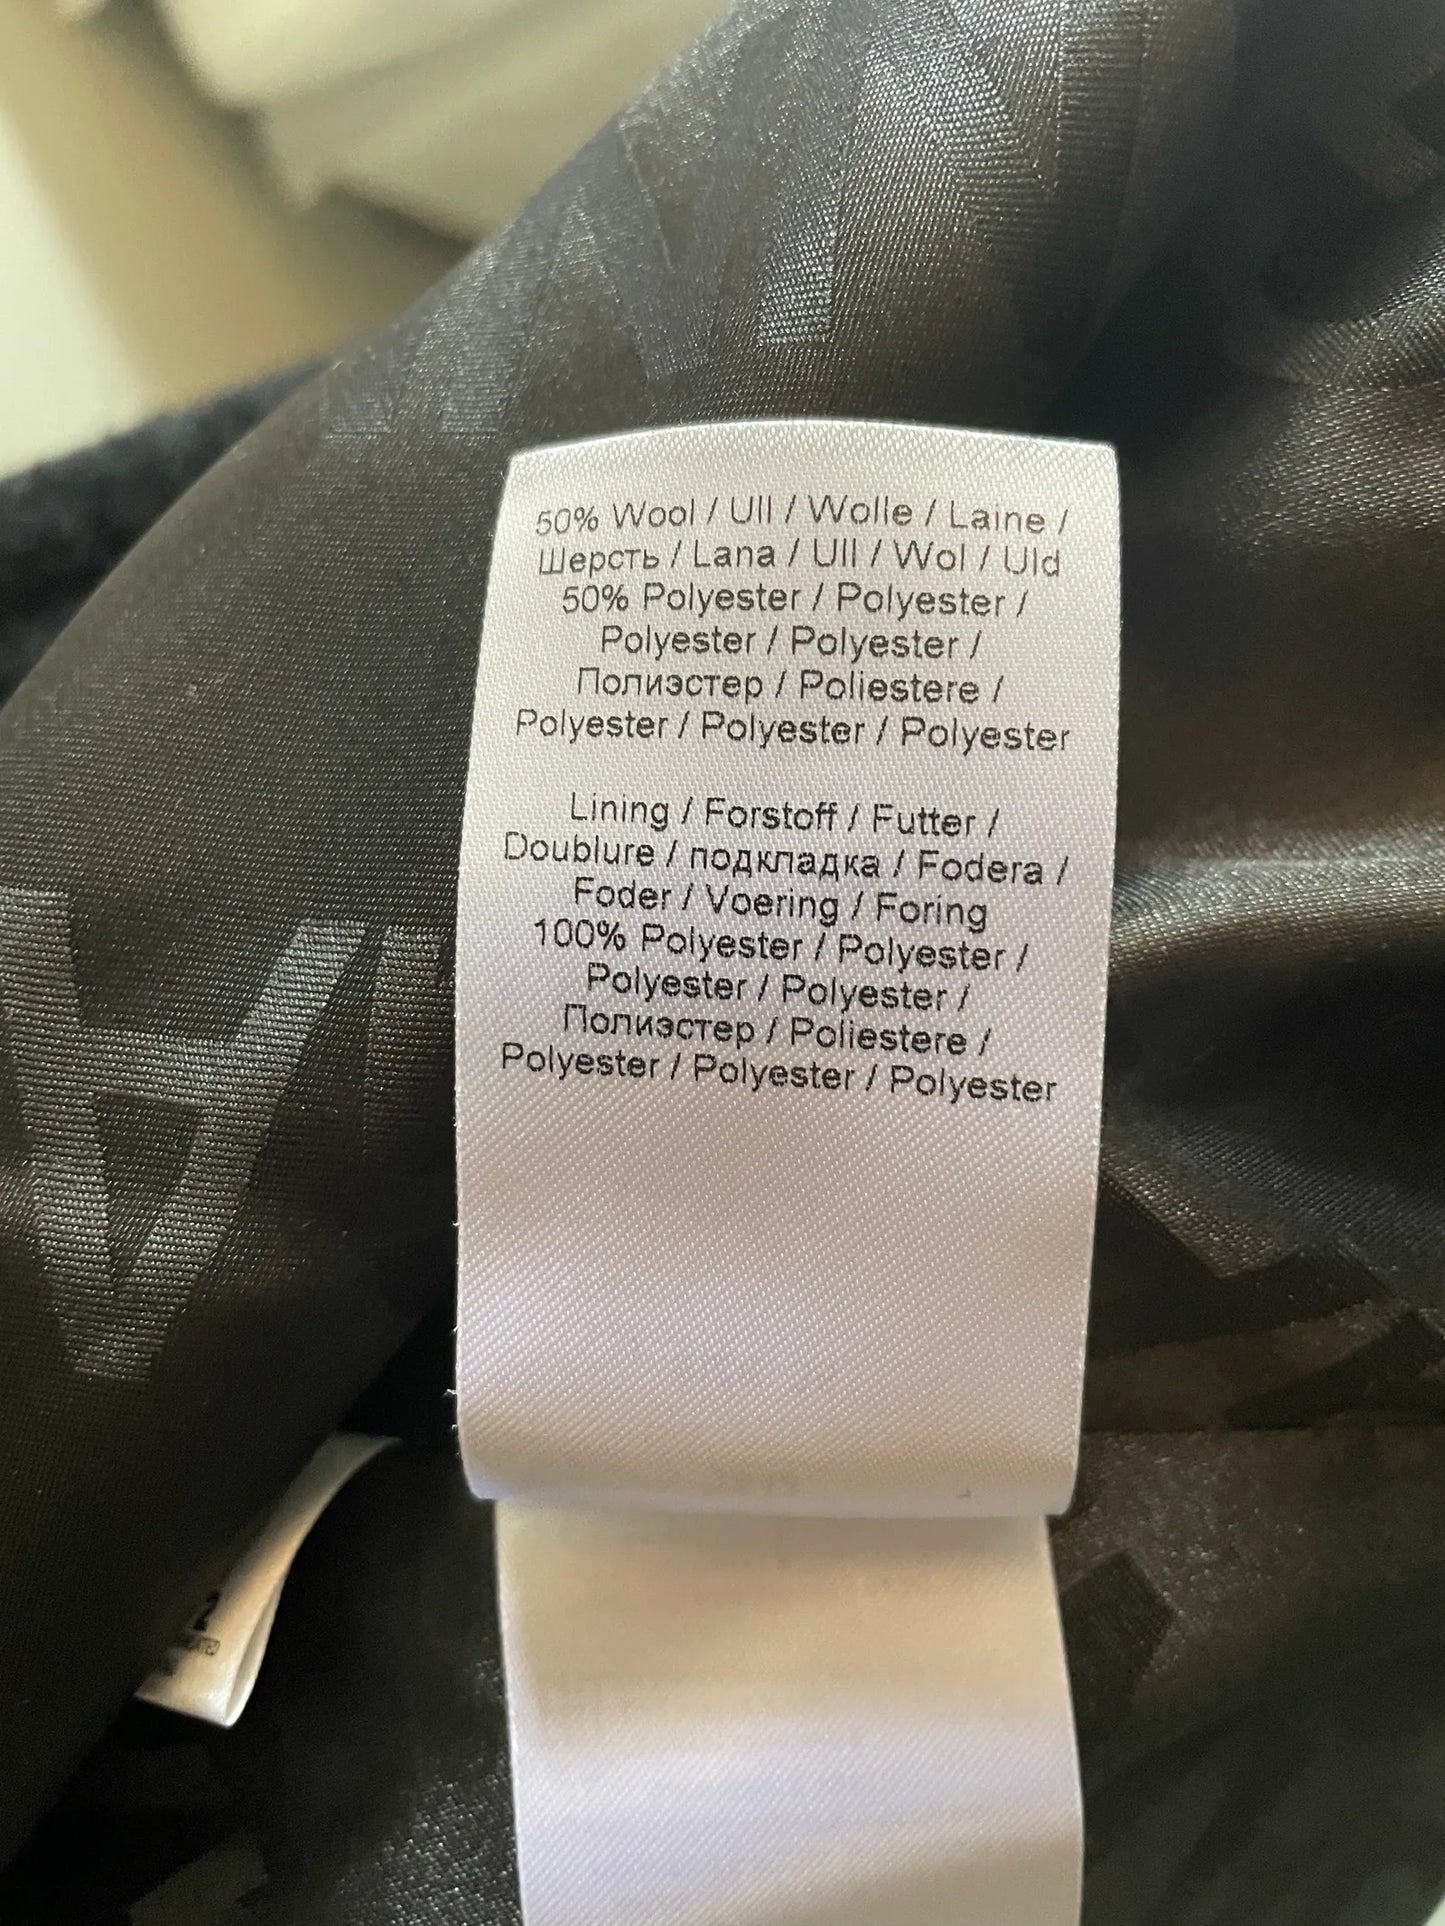 50% Wool / Ull / Wolle / Laine /
Шерсть / Lana / Ull / Wol / Uld
50% Polyester / Polyester /
Polyester / Polyester /
Полиэстер / Poliestere /
Polyester / Polyester / Polyester
Lining / Forstoff / Futter /
Doublure / подкладка / Fodera /
Foder / Voering / Foring
100% Polyester / Polyester /
Polyester / Polyester /
Полиэстер / Poliestere /
Polyester / Polyester / Polyester
2